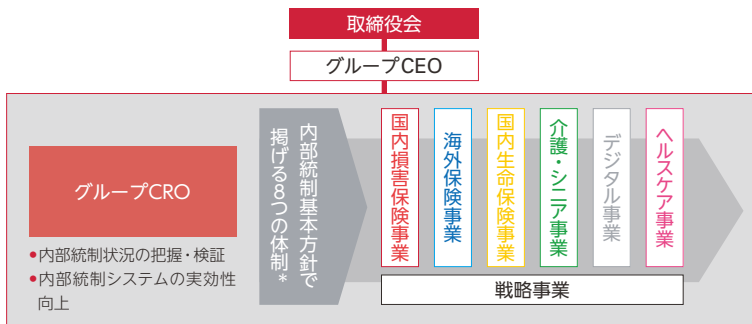 取締役会
グループCEO
グループCRO
●内部統制状況の把握・検証
●内部統制システムの実効性
向上
内部統制基本方針で
掲げる8つの体制*
国内損害保険事業
海外保険事業
国内生命保険事業
介護・シニア事業
デジタル事業
ヘルスケア事業
戦略事業